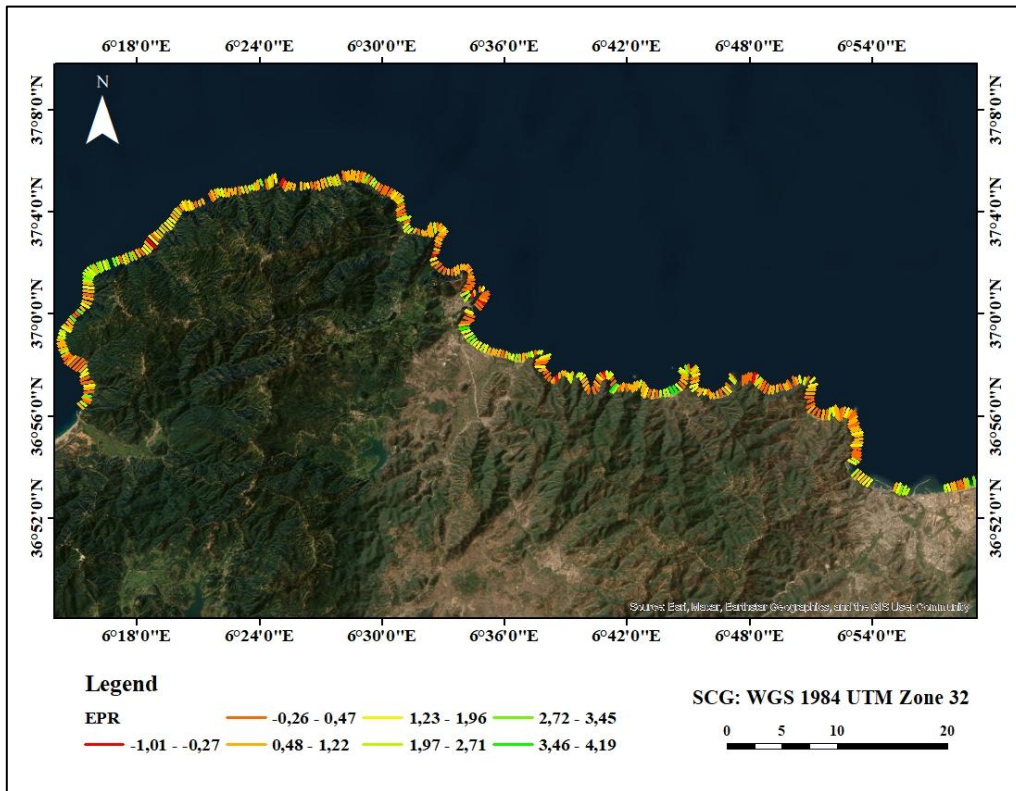 6°18'0"E 6°24'0"E 6°30'0"E 6°36'0"E 6°42'0"E 6°48'0"E 6°54'0"E
N
37°8'0"N 37°8'0"N
37°4'0"N 37°4'0"N
37°0'0"N 37°0'0"N
36°56'0"N 36°56'0"N
36°52'0"N 36°52'0"N
Source: Esri, Maxar, Earthstar Geographics, and the GIS User Community
6°18'0"E 6°24'0"E 6°30'0"E 6°36'0"E 6°42'0"E 6°48'0"E 6°54'0"E
Legend
EPR
-1,01 - -0,27
-0,26 - 0,47
0,48 - 1,22
1,23 - 1,96
1,97 - 2,71
2,72 - 3,45
3,46 - 4,19
SCG: WGS 1984 UTM Zone 32
0 5 10 20